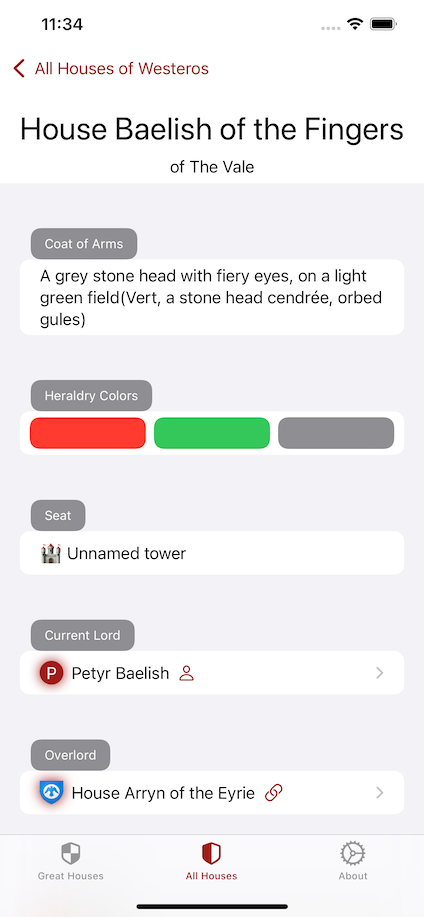 11:34
All Houses of Westeros
House Baelish of the Fingers
of The Vale
Coat of Arms
A grey stone head with fiery eyes, on a light
green field(Vert, a stone head cendrée, orbed
gules)
Heraldry Colors
Seat
Unnamed tower
Current Lord
P Petyr Baelish
Overlord
House Arryn of the Eyrie
Great Houses
All Houses
About